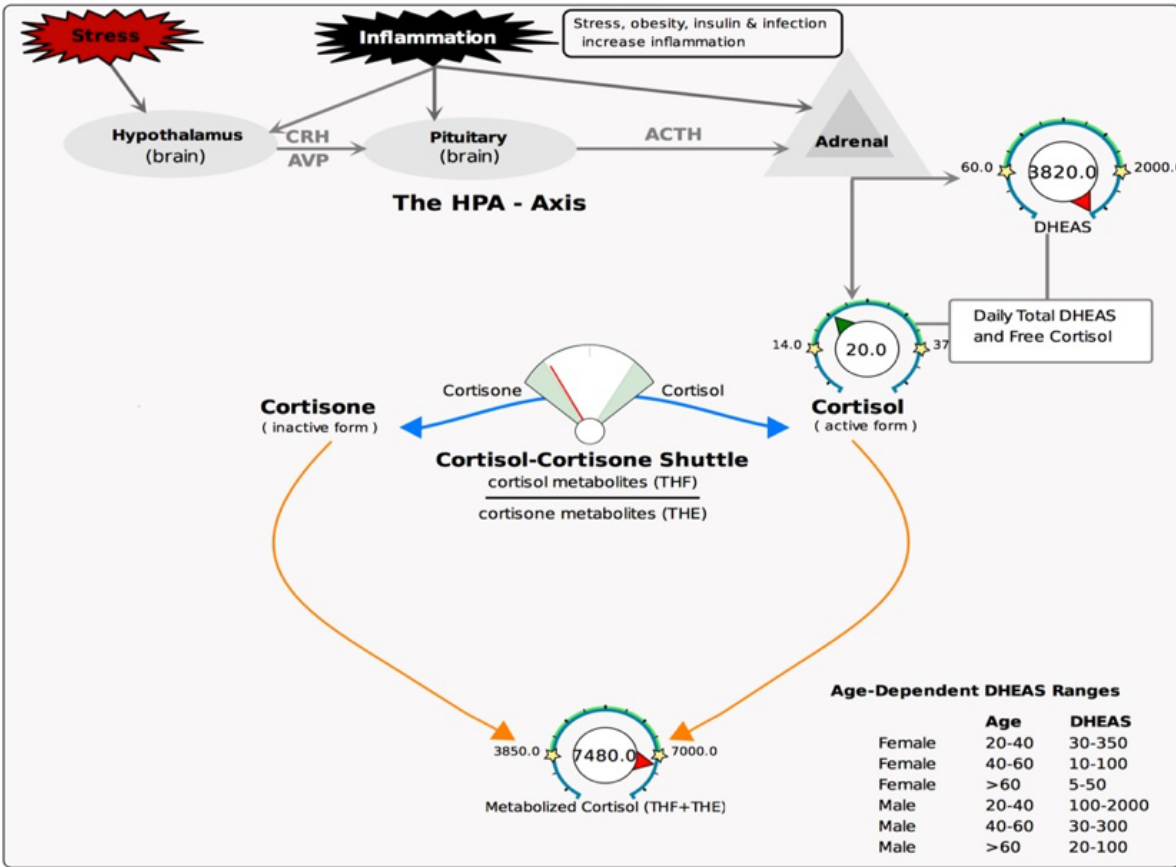 Stress
Inflammation
Stress, obesity, insulin & infection
increase inflammation
Hypothalamus
(brain)
CRH
AVP
Pituitary
(brain)
ACTH
Adrenal
The HPA - Axis
60.0
3820.0
2000.
DHEAS
Daily Total DHEAS
and Free Cortisol
14.0
20.0
37
Cortisone
Cortisol
Cortisone
( inactive form )
Cortisol
( active form )
Cortisol-Cortisone Shuttle
cortisol metabolites (THF)
cortisone metabolites (THE)
3850.0
7480.0
7000.0
Metabolized Cortisol (THF+THE)
Age-Dependent DHEAS Ranges
Age DHEAS
Female 20-40 30-350
Female 40-60 10-100
Female >60 5-50
Male 20-40 100-2000
Male 40-60 30-300
Male >60 20-100